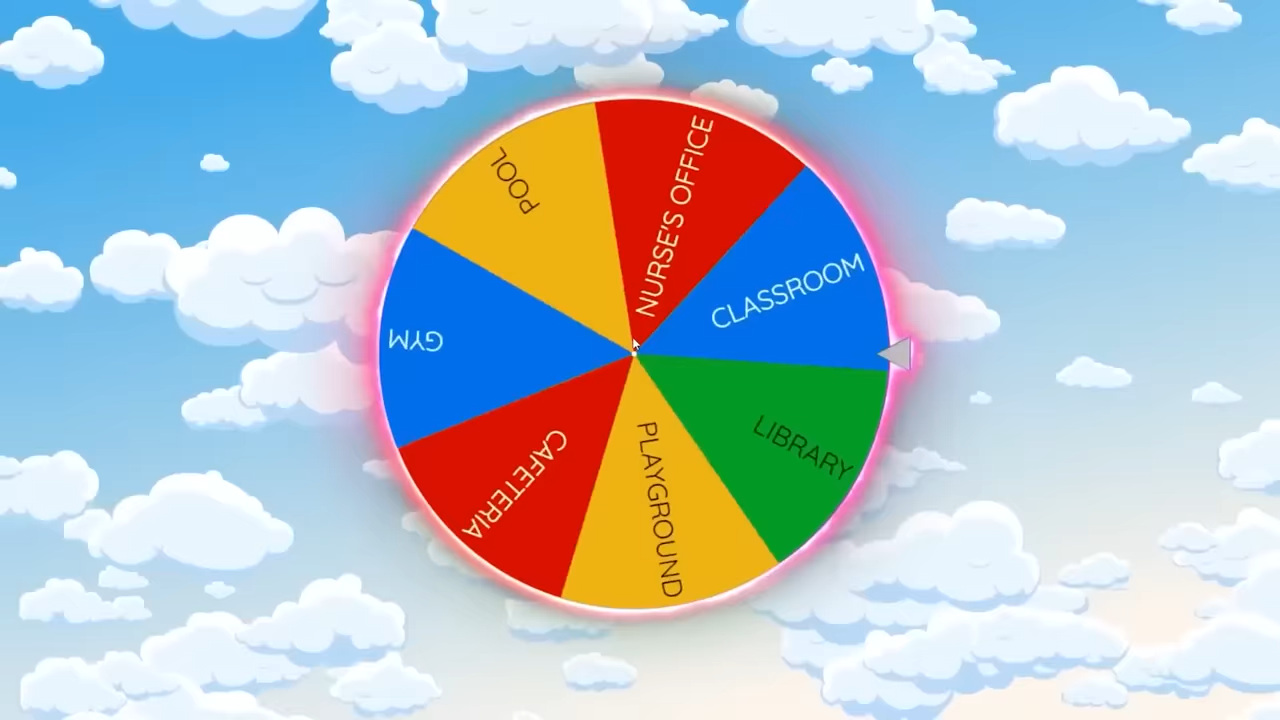 POOL
NURSE'S OFFICE
CLASSROOM
LIBRARY
PLAYGROUND
CAFETERIA
GYM